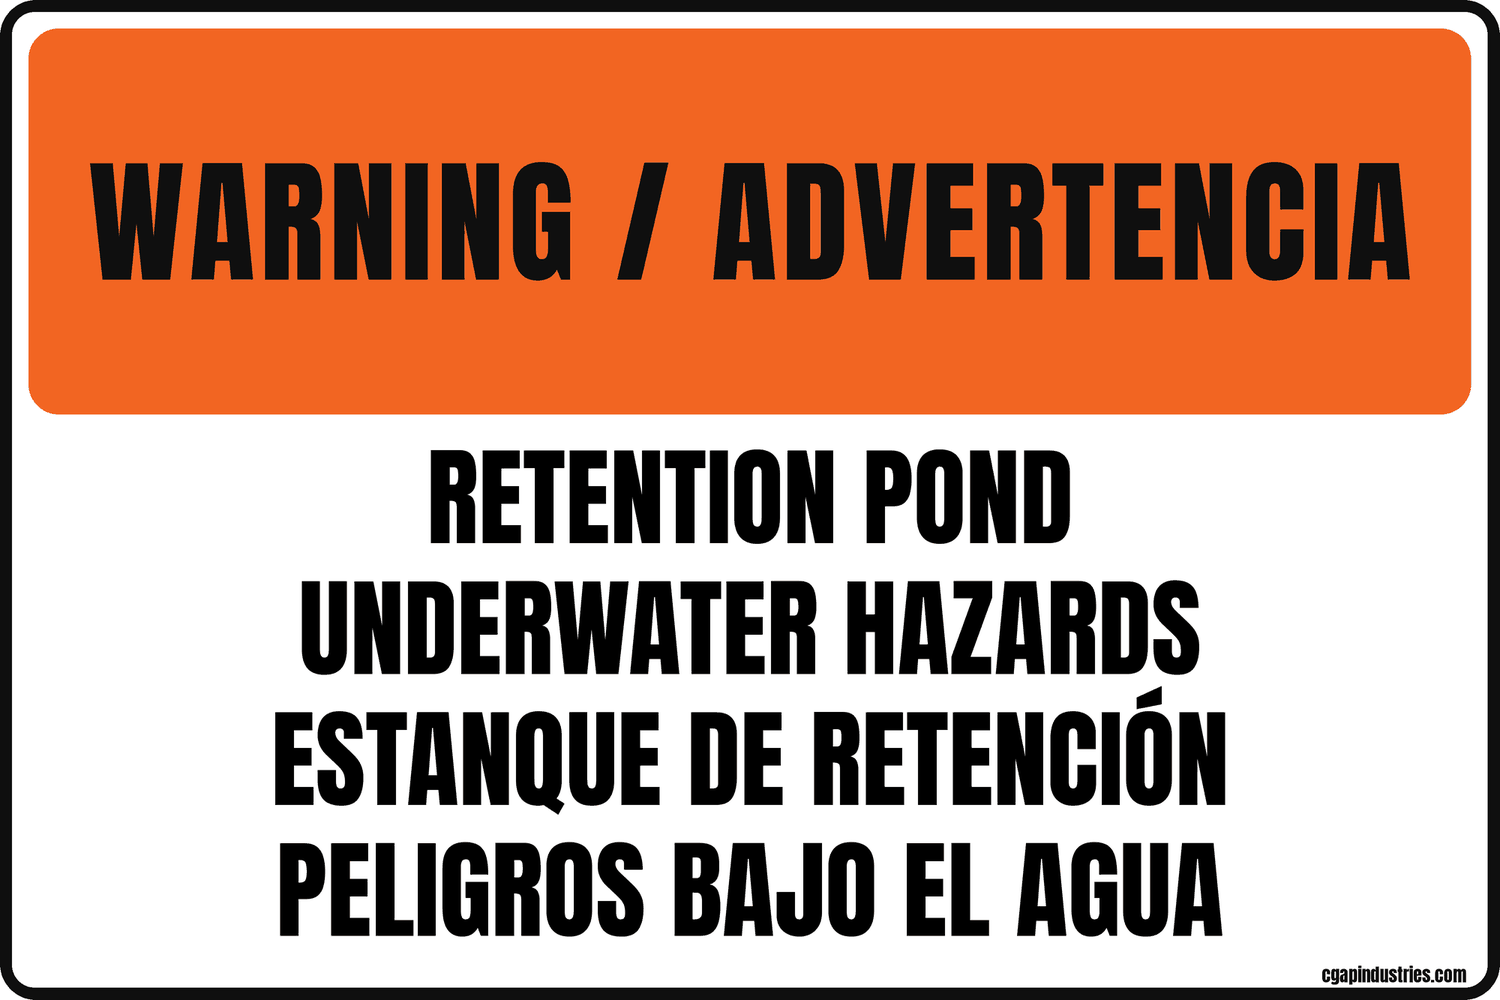 WARNING / ADVERTENCIA
RETENTION POND
UNDERWATER HAZARDS
ESTANQUE DE RETENCIÓN
PELIGROS BAJO EL AGUA
cgapindustries.com